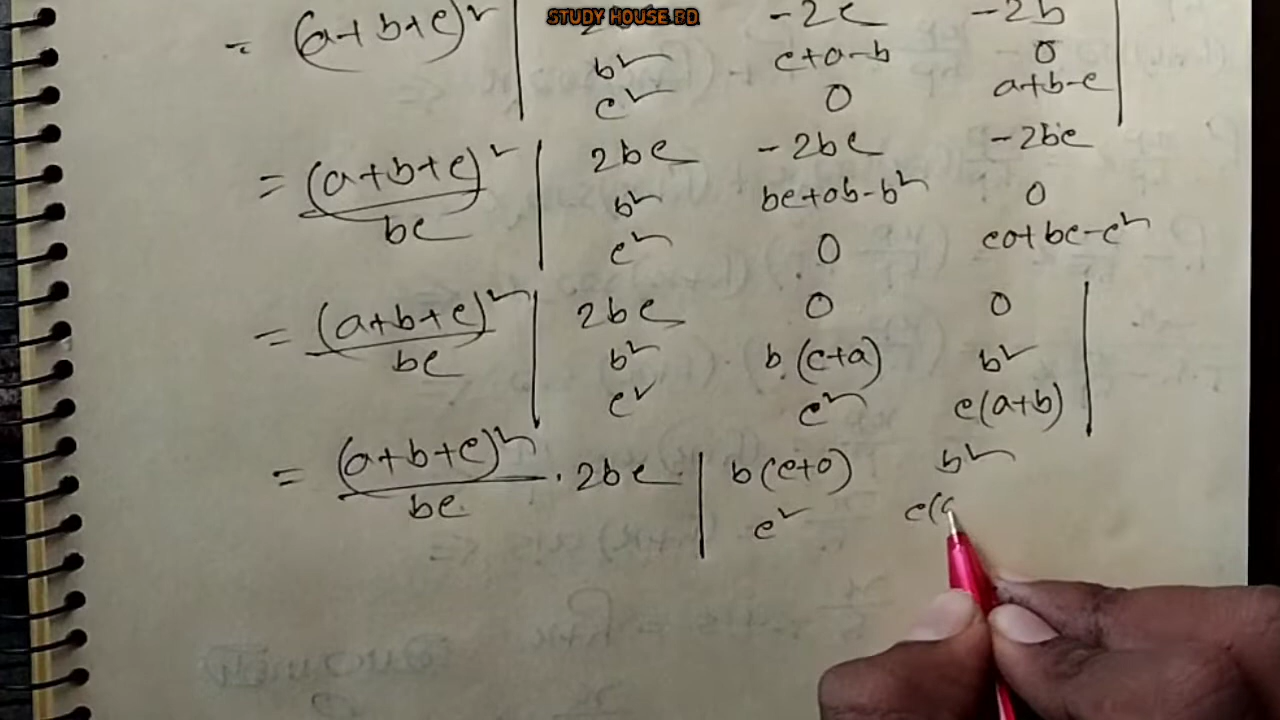 STUDY HOUSE BD
= (a+b+c)² | -2c -2b
b² c+a-b 0
c² 0 a+b-c |
= (a+b+c)²/bc | 2bc -2bc -2bc
b² bc+ab-b² 0
c² 0 ca+bc-c²
= (a+b+c)²/bc | 2bc 0 0 |
b² b(c+a) b²
c² c² c(a+b)
= (a+b+c)²/bc · 2bc | b(c+a) b²
c² c(a